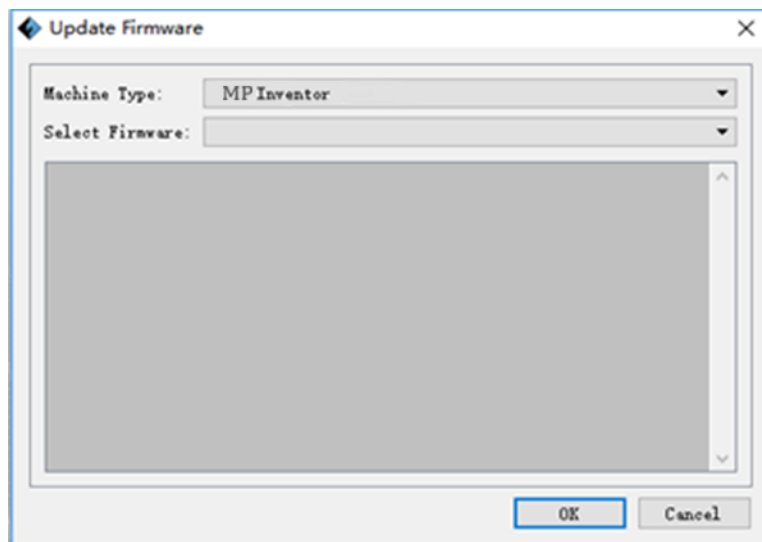 Update Firmware
Machine Type: MP Inventor
Select Firmware:
OK Cancel